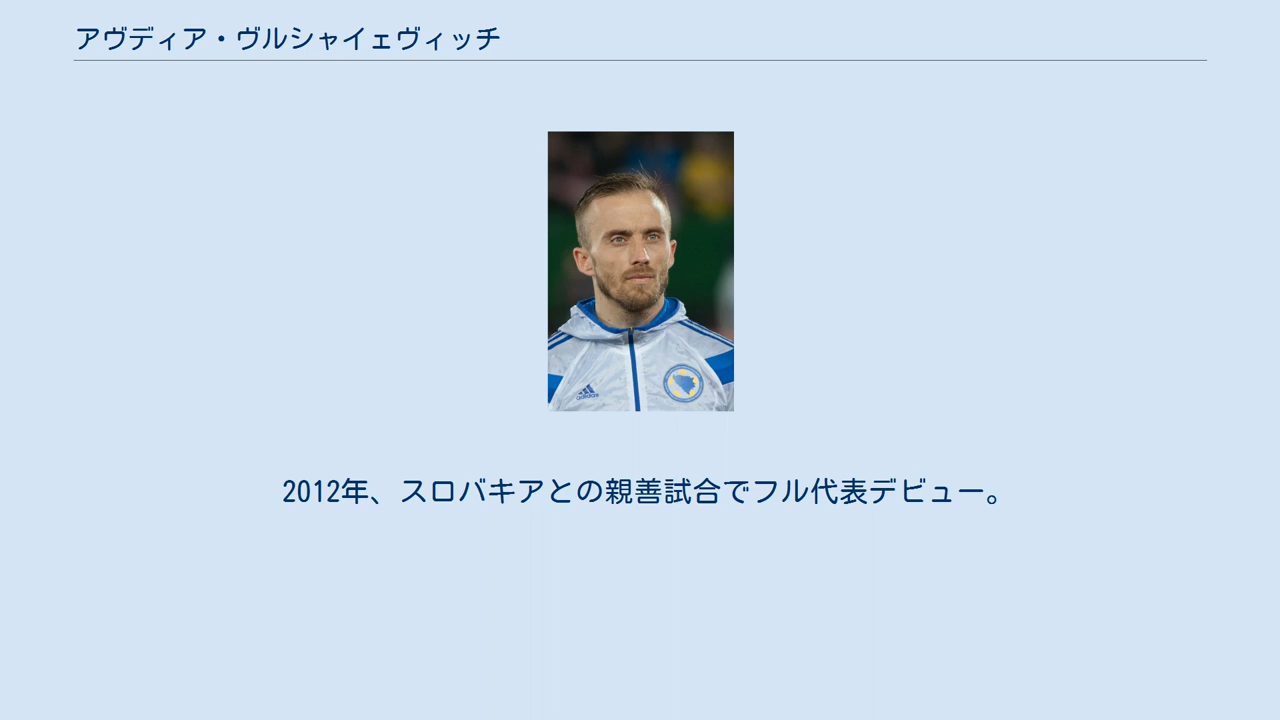 アヴディア・ヴルシャイェヴィッチ
adidas
2012年、スロバキアとの親善試合でフル代表デビュー。